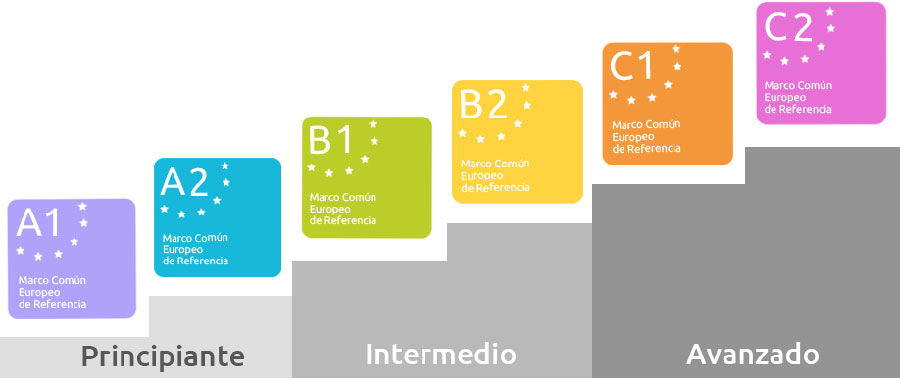 A1
Marco Común
Europeo
de Referencia
A2
Marco Común
Europeo
de Referencia
B1
Marco Común
Europeo
de Referencia
B2
Marco Común
Europeo
de Referencia
C1
Marco Común
Europeo
de Referencia
C2
Marco Común
Europeo
de Referencia
Principiante
Intermedio
Avanzado